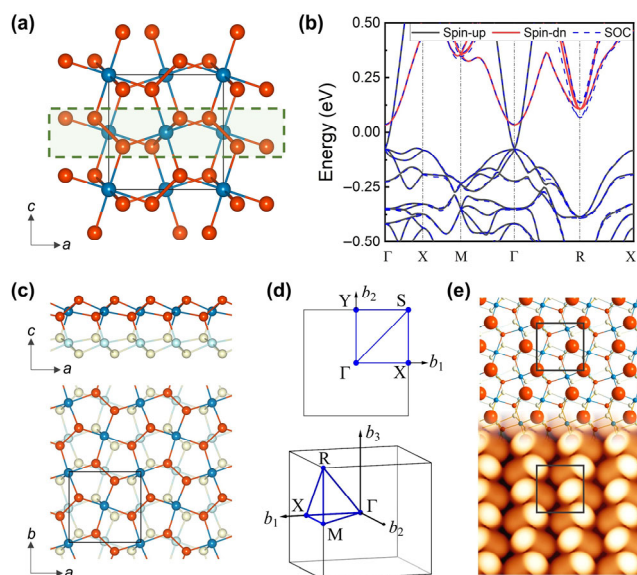 (a)
c
a
(b)
Spin-up Spin-dn SOC
Energy (eV)
0.50
0.25
0.00
−0.25
−0.50
Γ X M Γ R X
(c)
c
a
b
a
(d)
Y b2 S
Γ X b1
b3
R
X Γ
b1 M b2
(e)